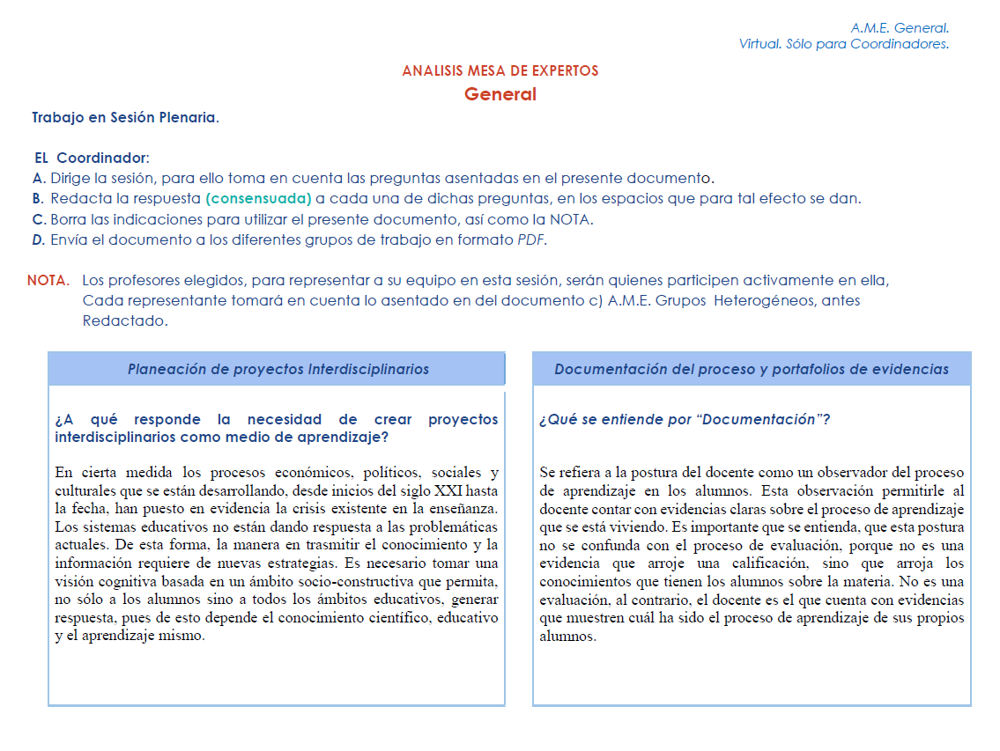 A.M.E. General.
Virtual. Sólo para Coordinadores.
ANALISIS MESA DE EXPERTOS
General
Trabajo en Sesión Plenaria.
EL Coordinador:
A. Dirige la sesión, para ello toma en cuenta las preguntas asentadas en el presente documento.
B. Redacta la respuesta (consensuada) a cada una de dichas preguntas, en los espacios que para tal efecto se dan.
C. Borra las indicaciones para utilizar el presente documento, así como la NOTA.
D. Envía el documento a los diferentes grupos de trabajo en formato PDF.
NOTA. Los profesores elegidos, para representar a su equipo en esta sesión, serán quienes participen activamente en ella,
Cada representante tomará en cuenta lo asentado en del documento c) A.M.E. Grupos Heterogéneos, antes
Redactado.
Planeación de proyectos Interdisciplinarios
¿A qué responde la necesidad de crear proyectos
interdisciplinarios como medio de aprendizaje?
En cierta medida los procesos económicos, políticos, sociales y
culturales que se están desarrollando, desde inicios del siglo XXI hasta
la fecha, han puesto en evidencia la crisis existente en la enseñanza.
Los sistemas educativos no están dando respuesta a las problemáticas
actuales. De esta forma, la manera en trasmitir el conocimiento y la
información requiere de nuevas estrategias. Es necesario tomar una
visión cognitiva basada en un ámbito socio-constructiva que permita,
no sólo a los alumnos sino a todos los ámbitos educativos, generar
respuesta, pues de esto depende el conocimiento científico, educativo
y el aprendizaje mismo.
Documentación del proceso y portafolios de evidencias
¿Qué se entiende por “Documentación”?
Se refiera a la postura del docente como un observador del proceso
de aprendizaje en los alumnos. Esta observación permitirle al
docente contar con evidencias claras sobre el proceso de aprendizaje
que se está viviendo. Es importante que se entienda, que esta postura
no se confunda con el proceso de evaluación, porque no es una
evidencia que arroje una calificación, sino que arroja los
conocimientos que tienen los alumnos sobre la materia. No es una
evaluación, al contrario, el docente es el que cuenta con evidencias
que muestren cuál ha sido el proceso de aprendizaje de sus propios
alumnos.